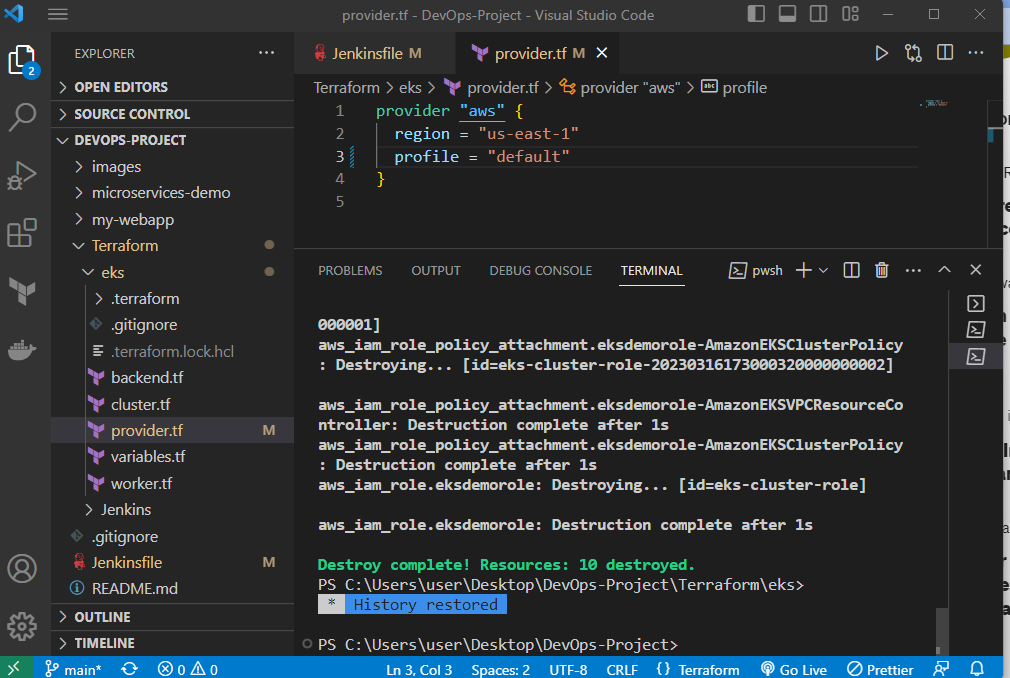 provider.tf - DevOps-Project - Visual Studio Code
2
EXPLORER
OPEN EDITORS
SOURCE CONTROL
DEVOPS-PROJECT
images
microservices-demo
my-webapp
Terraform
eks
.terraform
.gitignore
.terraform.lock.hcl
backend.tf
cluster.tf
provider.tf M
variables.tf
worker.tf
Jenkins
.gitignore
Jenkinsfile M
README.md
OUTLINE
TIMELINE
Jenkinsfile M provider.tf M
Terraform > eks > provider.tf > provider "aws" > profile
1 provider "aws" {
2 region = "us-east-1"
3 profile = "default"
4 }
5
PROBLEMS OUTPUT DEBUG CONSOLE TERMINAL pwsh
000001]
aws_iam_role_policy_attachment.eksdemorole-AmazonEKSClusterPolicy
: Destroying... [id=eks-cluster-role-20230316173000320000000002]
aws_iam_role_policy_attachment.eksdemorole-AmazonEKSVPCResourceCo
ntroller: Destruction complete after 1s
aws_iam_role_policy_attachment.eksdemorole-AmazonEKSClusterPolicy
: Destruction complete after 1s
aws_iam_role.eksdemorole: Destroying... [id=eks-cluster-role]
aws_iam_role.eksdemorole: Destruction complete after 1s
Destroy complete! Resources: 10 destroyed.
PS C:\Users\user\Desktop\DevOps-Project\Terraform\eks>
* History restored
PS C:\Users\user\Desktop\DevOps-Project>
main* 0 0 Ln 3, Col 3 Spaces: 2 UTF-8 CRLF {} Terraform Go Live Prettier